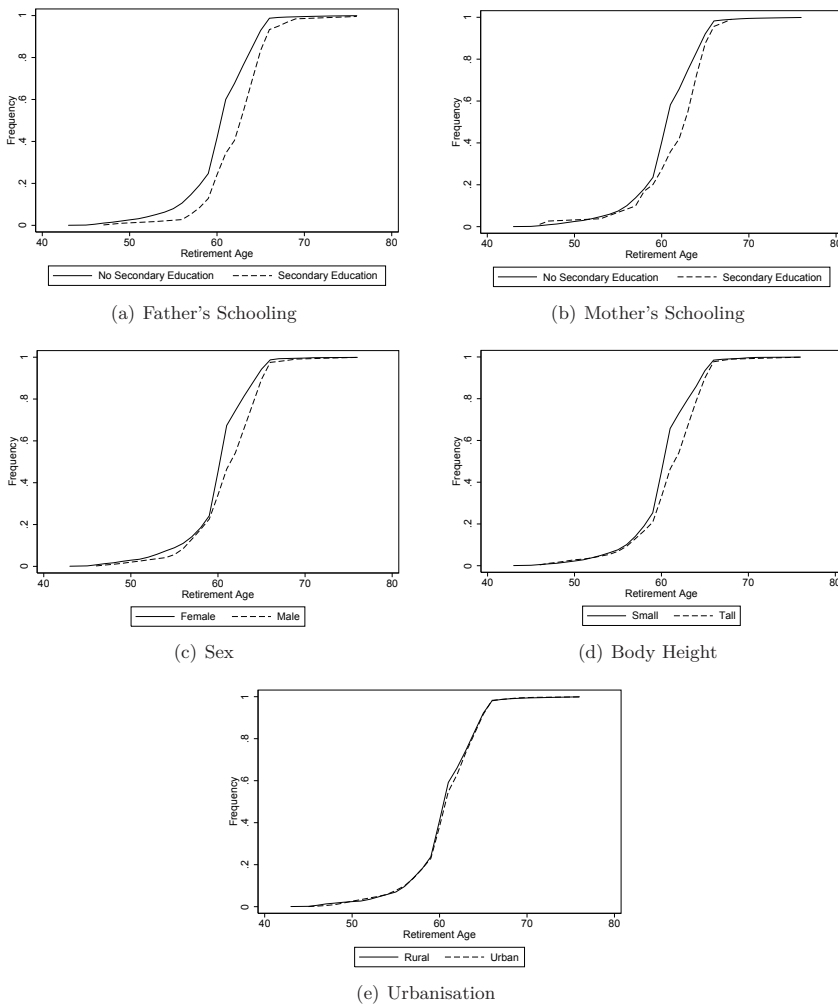 Frequency
0 .2 .4 .6 .8 1
40 50 60 70 80
Retirement Age
No Secondary Education Secondary Education
(a) Father's Schooling
Frequency
0 .2 .4 .6 .8 1
40 50 60 70 80
Retirement Age
No Secondary Education Secondary Education
(b) Mother's Schooling
Frequency
0 .2 .4 .6 .8 1
40 50 60 70 80
Retirement Age
Female Male
(c) Sex
Frequency
0 .2 .4 .6 .8 1
40 50 60 70 80
Retirement Age
Small Tall
(d) Body Height
Frequency
0 .2 .4 .6 .8 1
40 50 60 70 80
Retirement Age
Rural Urban
(e) Urbanisation